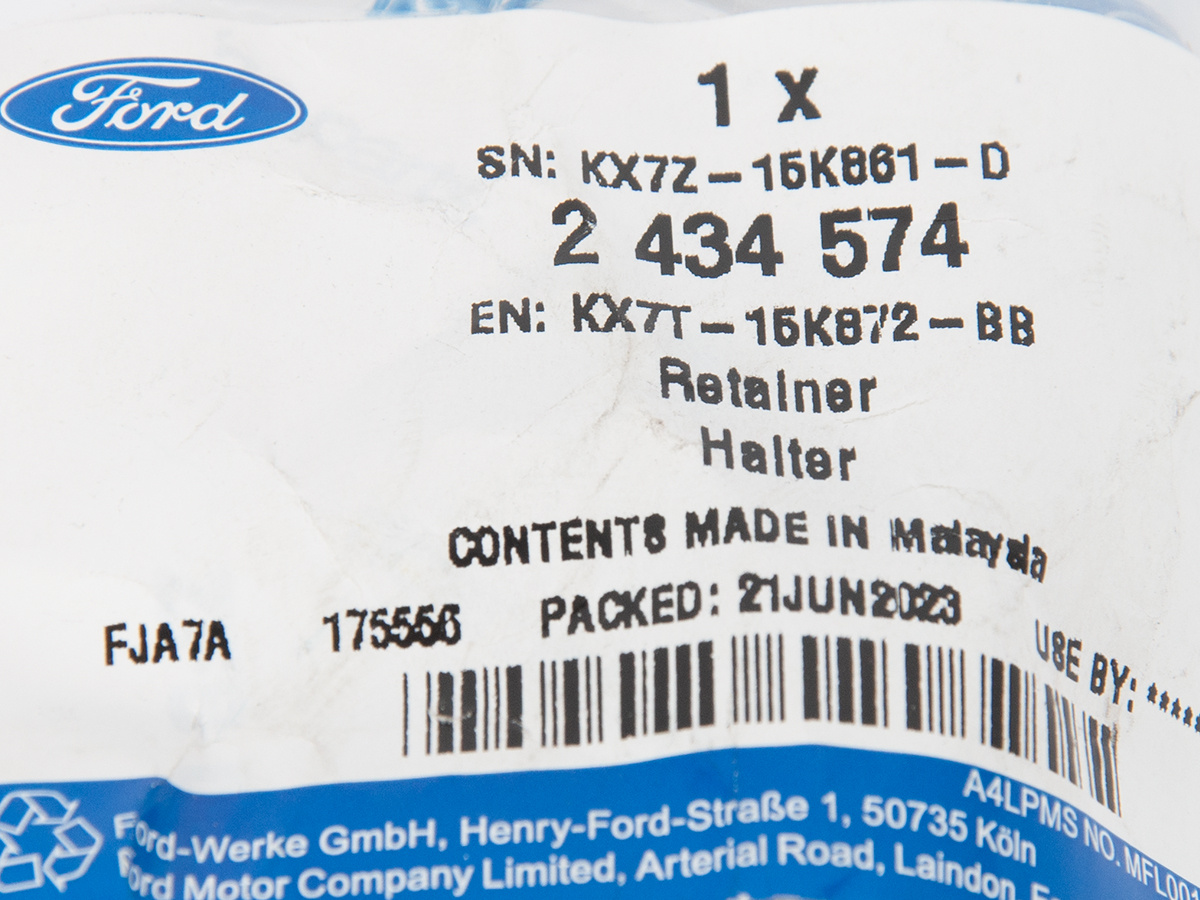 Ford
1 x
SN: KX7Z-15K861-D
2 434 574
EN: KX7T-15K872-BB
Retainer
Halter
CONTENTS MADE IN Malaysia
FJA7A 175556 PACKED: 21JUN2023
USE BY: *****
A4LPMS NO. MFL001
Ford-Werke GmbH, Henry-Ford-Straße 1, 50735 Köln
Ford Motor Company Limited, Arterial Road, Laindon